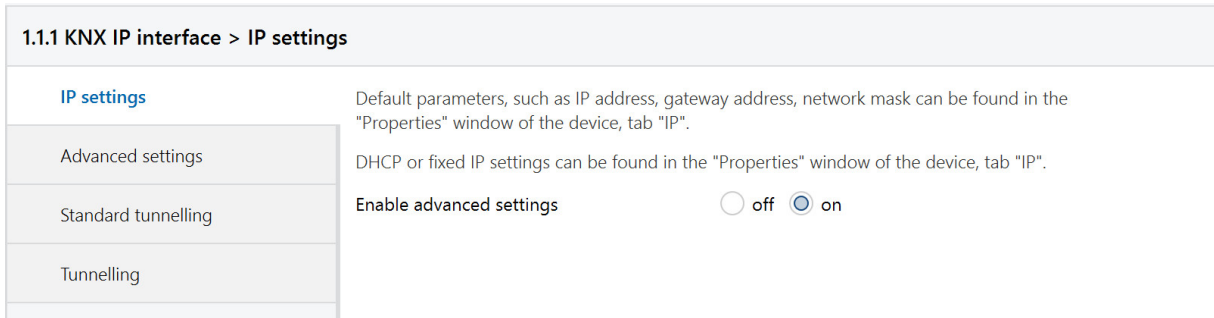 1.1.1 KNX IP interface > IP settings
IP settings
Default parameters, such as IP address, gateway address, network mask can be found in the
"Properties" window of the device, tab "IP".
Advanced settings
DHCP or fixed IP settings can be found in the "Properties" window of the device, tab "IP".
Standard tunnelling
Enable advanced settings off on
Tunnelling